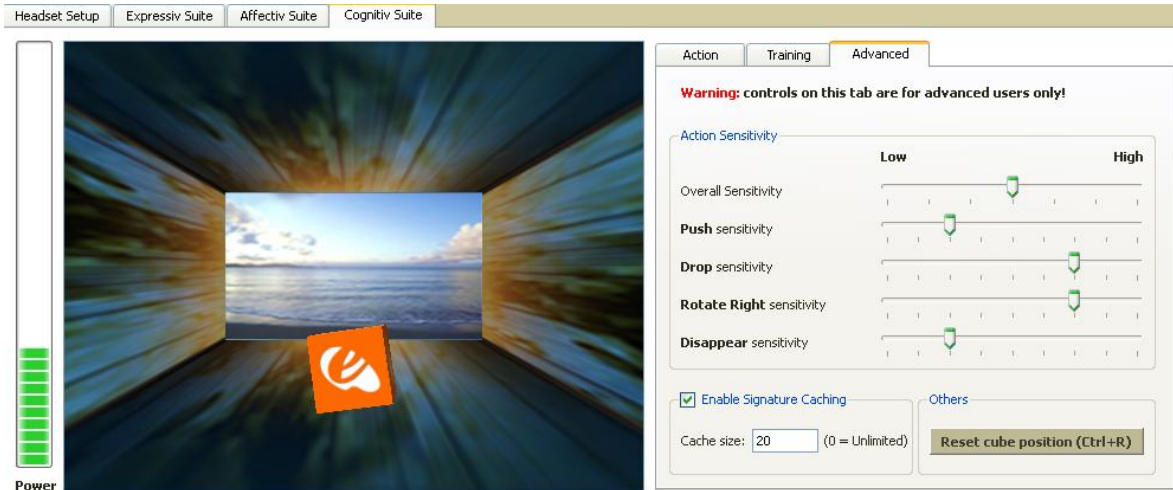 Headset Setup Expressiv Suite Affectiv Suite Cognitiv Suite
Action Training Advanced
Warning: controls on this tab are for advanced users only!
Action Sensitivity
Low High
Overall Sensitivity
Push sensitivity
Drop sensitivity
Rotate Right sensitivity
Disappear sensitivity
Enable Signature Caching Others
Cache size: 20 (0 = Unlimited) Reset cube position (Ctrl+R)
Power